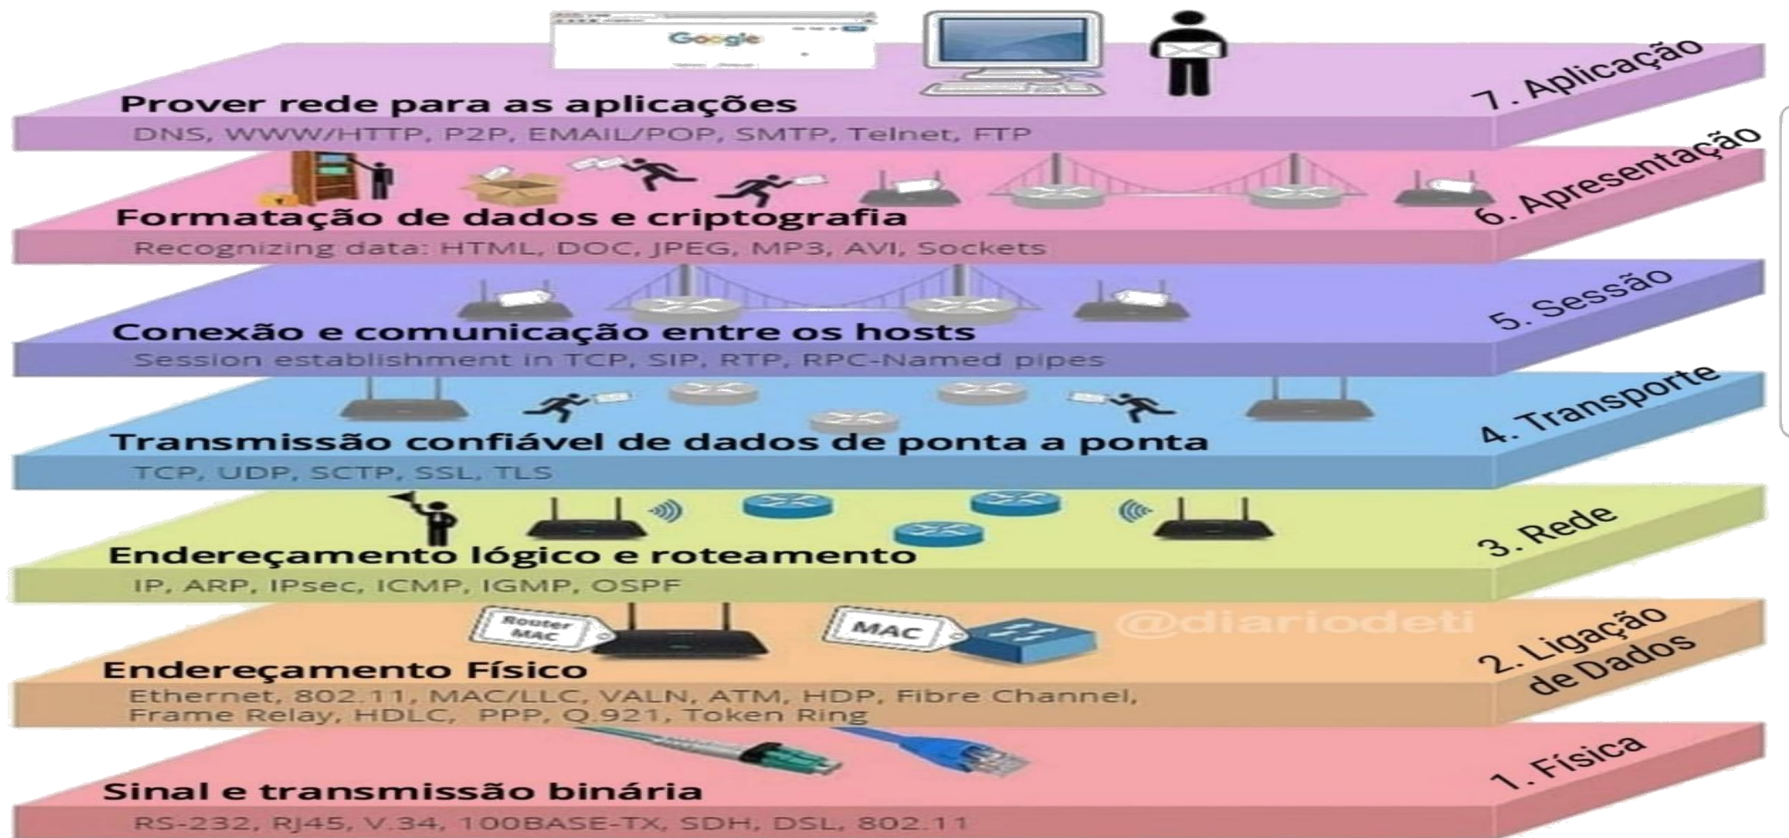 Google
Prover rede para as aplicações
DNS, WWW/HTTP, P2P, EMAIL/POP, SMTP, Telnet, FTP
7. Aplicação
Formatação de dados e criptografia
Recognizing data: HTML, DOC, JPEG, MP3, AVI, Sockets
6. Apresentação
Conexão e comunicação entre os hosts
Session establishment in TCP, SIP, RTP, RPC-Named pipes
5. Sessão
Transmissão confiável de dados de ponta a ponta
TCP, UDP, SCTP, SSL, TLS
4. Transporte
Endereçamento lógico e roteamento
IP, ARP, IPsec, ICMP, IGMP, OSPF
3. Rede
Router
MAC
MAC
@diariodeti
Endereçamento Físico
Ethernet, 802.11, MAC/LLC, VALN, ATM, HDP, Fibre Channel,
Frame Relay, HDLC, PPP, Q.921, Token Ring
2. Ligação
de Dados
Sinal e transmissão binária
RS-232, RJ45, V.34, 100BASE-TX, SDH, DSL, 802.11
1. Física